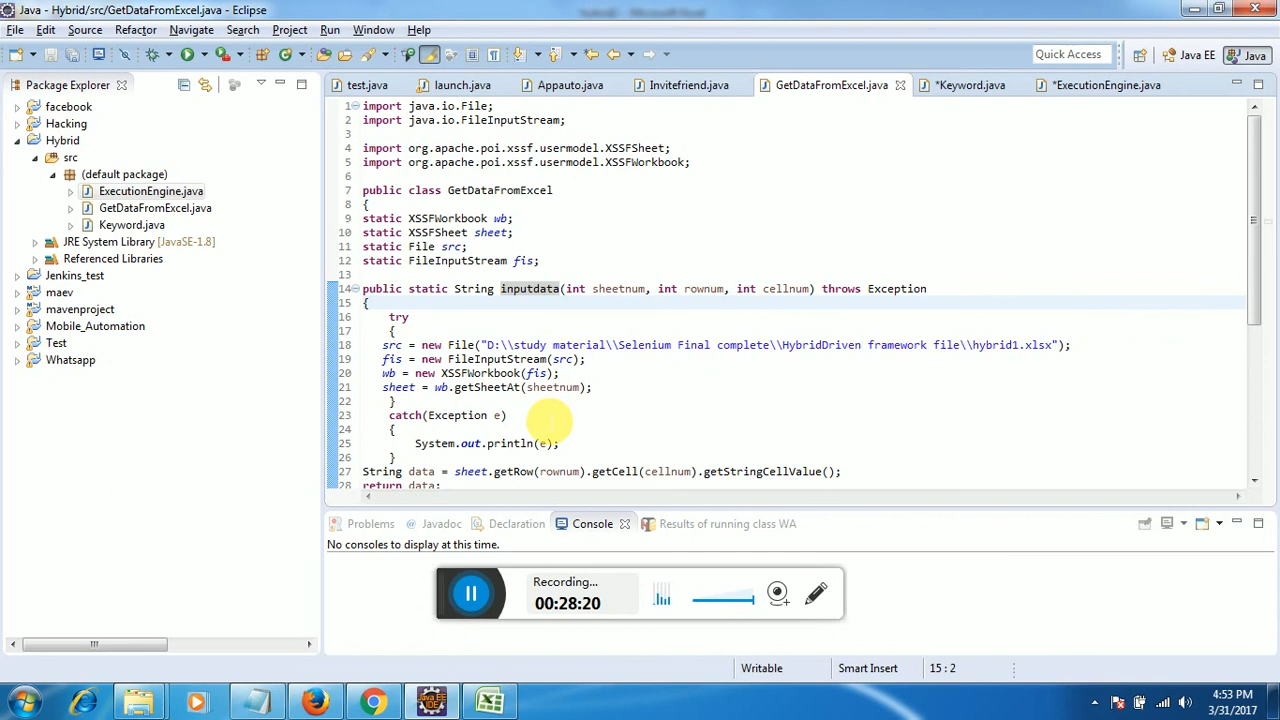 Java - Hybrid/src/GetDataFromExcel.java - Eclipse
File Edit Source Refactor Navigate Search Project Run Window Help
Quick Access Java EE Java
Package Explorer
facebook
Hacking
Hybrid
src
(default package)
ExecutionEngine.java
GetDataFromExcel.java
Keyword.java
JRE System Library [JavaSE-1.8]
Referenced Libraries
Jenkins_test
maev
mavenproject
Mobile_Automation
Test
Whatsapp
test.java launch.java Appauto.java Invitefriend.java GetDataFromExcel.java *Keyword.java *ExecutionEngine.java
1 import java.io.File;
2 import java.io.FileInputStream;
3
4 import org.apache.poi.xssf.usermodel.XSSFSheet;
5 import org.apache.poi.xssf.usermodel.XSSFWorkbook;
6
7 public class GetDataFromExcel
8 {
9 static XSSFWorkbook wb;
10 static XSSFSheet sheet;
11 static File src;
12 static FileInputStream fis;
13
14 public static String inputdata(int sheetnum, int rownum, int cellnum) throws Exception
15 {
16 try
17 {
18 src = new File("D:\\study material\\Selenium Final complete\\HybridDriven framework file\\hybrid1.xlsx");
19 fis = new FileInputStream(src);
20 wb = new XSSFWorkbook(fis);
21 sheet = wb.getSheetAt(sheetnum);
22 }
23 catch(Exception e)
24 {
25 System.out.println(e);
26 }
27 String data = sheet.getRow(rownum).getCell(cellnum).getStringCellValue();
28 return data;
Problems Javadoc Declaration Console Results of running class WA
No consoles to display at this time.
Recording...
00:28:20
Writable Smart Insert 15 : 2
4:53 PM
3/31/2017